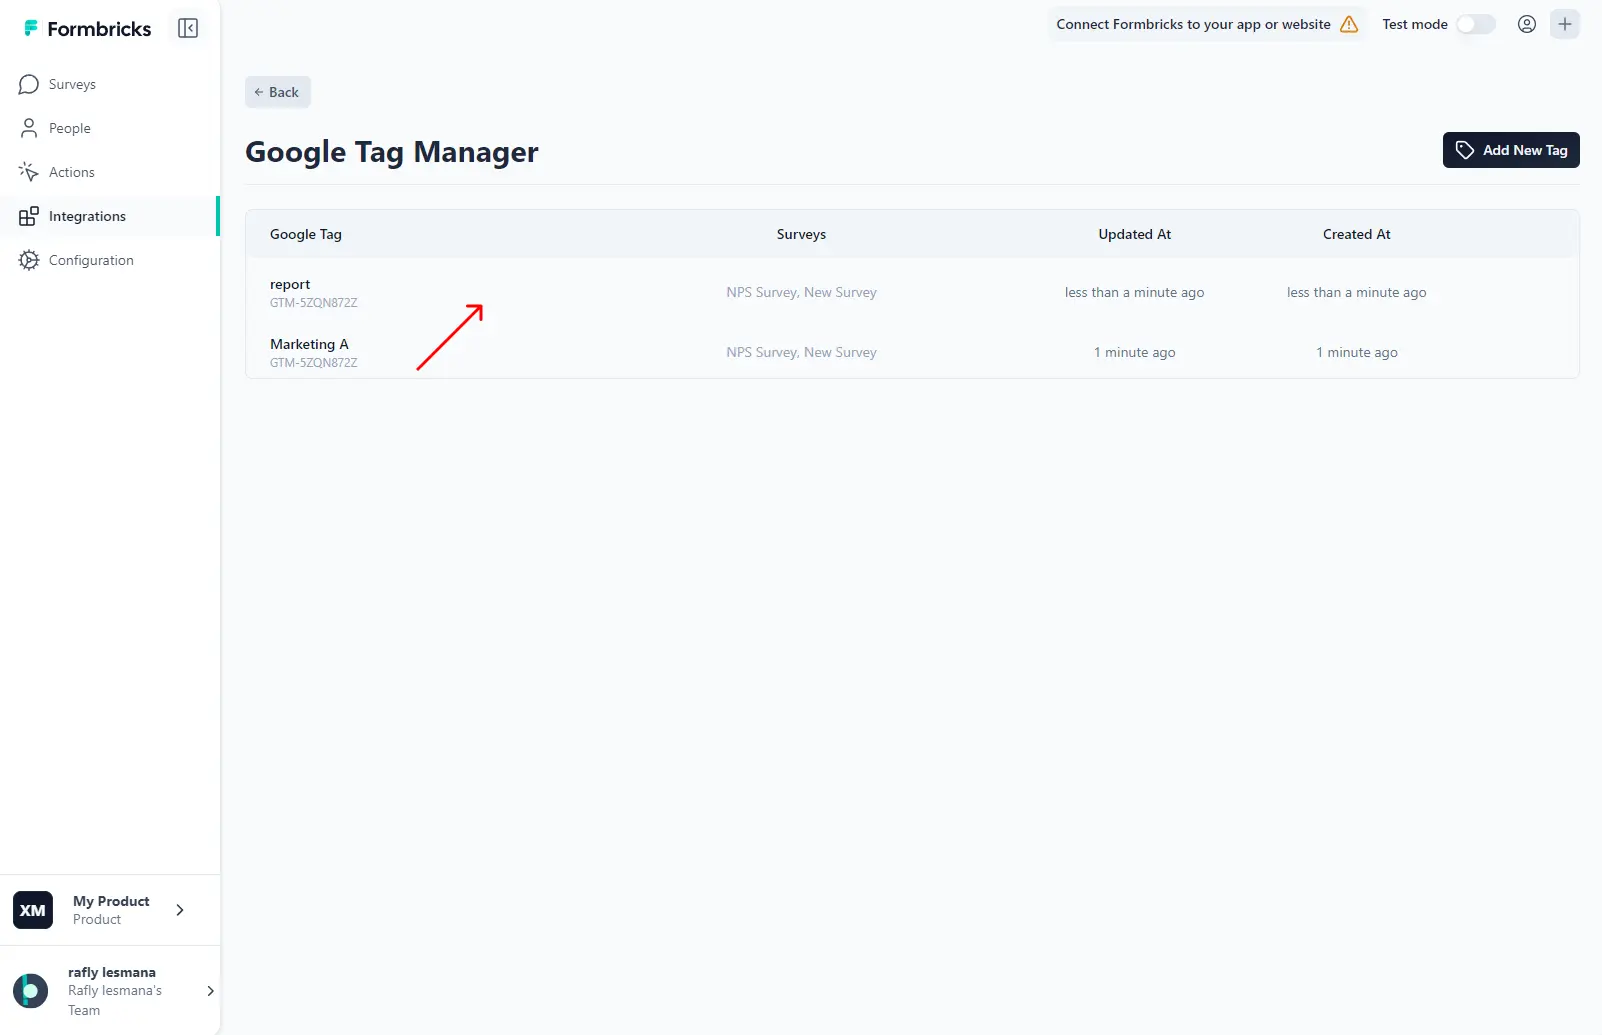 Formbricks
Connect Formbricks to your app or website
Test mode
Surveys
People
Actions
Integrations
Configuration
Back
Google Tag Manager
Add New Tag
Google Tag Surveys Updated At Created At
report
GTM-5ZQN872Z
NPS Survey, New Survey less than a minute ago less than a minute ago
Marketing A
GTM-5ZQN872Z
NPS Survey, New Survey 1 minute ago 1 minute ago
XM
My Product
Product
rafly lesmana
Rafly lesmana's
Team